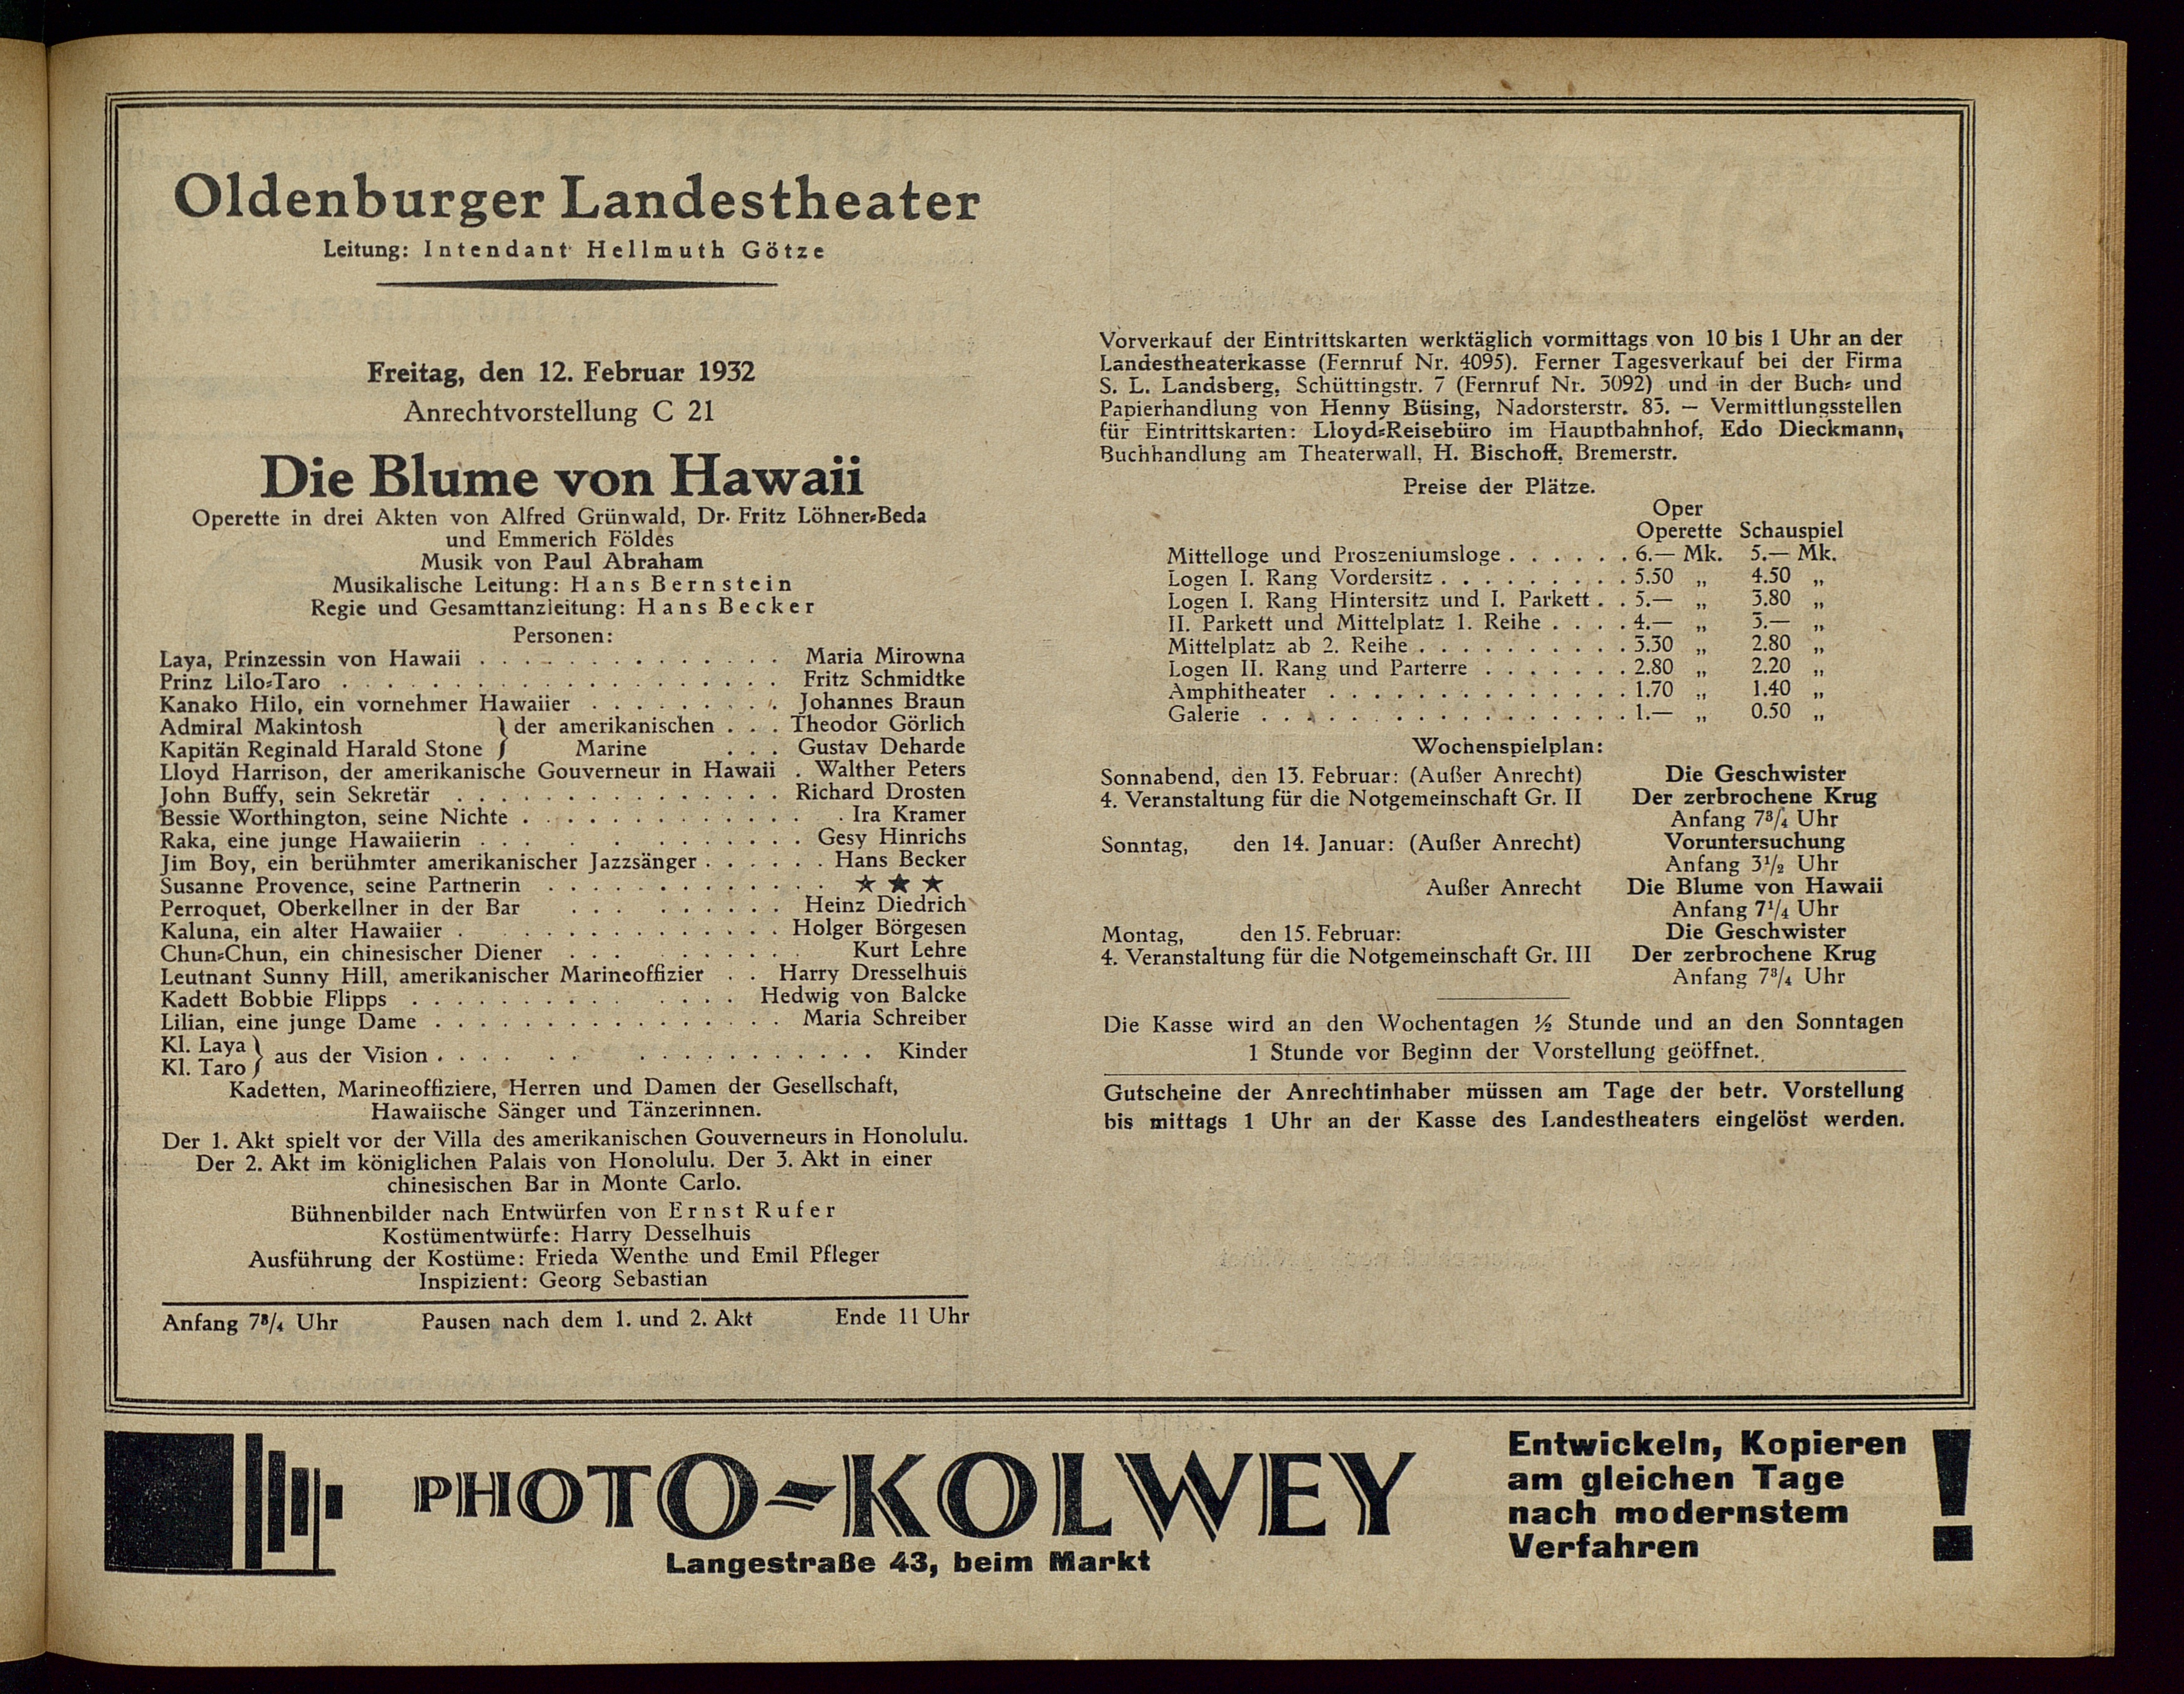 Oldenburger Landestheater
Leitung: Intendant Hellmuth Götze
Freitag, den 12. Februar 1932
Anrechtvorstellung C 21
Die Blume von Hawaii
Operette in drei Akten von Alfred Grünwald, Dr. Fritz Löhner-Beda
und Emmerich Földes
Musik von Paul Abraham
Musikalische Leitung: Hans Bernstein
Regie und Gesamttanzleitung: Hans Becker
Personen:
Laya, Prinzessin von Hawaii . . . . . . . . . . . . . . Maria Mirowna
Prinz Lilo-Taro . . . . . . . . . . . . . . . . . . . . Fritz Schmidtke
Kanako Hilo, ein vornehmer Hawaiier . . . . . . . . . Johannes Braun
Admiral Makintosh } der amerikanischen . . . Theodor Görlich
Kapitän Reginald Harald Stone } Marine . . . Gustav Deharde
Lloyd Harrison, der amerikanische Gouverneur in Hawaii . Walther Peters
John Buffy, sein Sekretär . . . . . . . . . . . . . . . Richard Drosten
Bessie Worthington, seine Nichte . . . . . . . . . . . . . . Ira Kramer
Raka, eine junge Hawaiierin . . . . . . . . . . . . . . Gesy Hinrichs
Jim Boy, ein berühmter amerikanischer Jazzsänger . . . . . . Hans Becker
Susanne Provence, seine Partnerin . . . . . . . . . . . . . ★ ★ ★
Perroquet, Oberkellner in der Bar . . . . . . . . . Heinz Diedrich
Kaluna, ein alter Hawaiier . . . . . . . . . . . . . . Holger Börgesen
Chun-Chun, ein chinesischer Diener . . . . . . . . . . Kurt Lehre
Leutnant Sunny Hill, amerikanischer Marineoffizier . . Harry Dresselhuis
Kadett Bobbie Flipps . . . . . . . . . . . . . . Hedwig von Balcke
Lilian, eine junge Dame . . . . . . . . . . . . . . . . Maria Schreiber
Kl. Laya
Kl. Taro } aus der Vision . . . . . . . . . . . . . . . . . Kinder
Kadetten, Marineoffiziere, Herren und Damen der Gesellschaft,
Hawaiische Sänger und Tänzerinnen.
Der 1. Akt spielt vor der Villa des amerikanischen Gouverneurs in Honolulu.
Der 2. Akt im königlichen Palais von Honolulu. Der 3. Akt in einer
chinesischen Bar in Monte Carlo.
Bühnenbilder nach Entwürfen von Ernst Rufer
Kostümentwürfe: Harry Desselhuis
Ausführung der Kostüme: Frieda Wenthe und Emil Pfleger
Inspizient: Georg Sebastian
Anfang 7¾ Uhr Pausen nach dem 1. und 2. Akt Ende 11 Uhr
Vorverkauf der Eintrittskarten werktäglich vormittags von 10 bis 1 Uhr an der
Landestheaterkasse (Fernruf Nr. 4095). Ferner Tagesverkauf bei der Firma
S. L. Landsberg, Schüttingstr. 7 (Fernruf Nr. 3092) und in der Buch- und
Papierhandlung von Henny Büsing, Nadorsterstr. 83. — Vermittlungsstellen
für Eintrittskarten: Lloyd-Reisebüro im Hauptbahnhof, Edo Dieckmann,
Buchhandlung am Theaterwall, H. Bischoff, Bremerstr.
Preise der Plätze.
Oper
Operette Schauspiel
Mittelloge und Proszeniumsloge . . . . . . 6.— Mk. 5.— Mk.
Logen I. Rang Vordersitz . . . . . . . . . 5.50 „ 4.50 „
Logen I. Rang Hintersitz und I. Parkett . . 5.— „ 3.80 „
II. Parkett und Mittelplatz 1. Reihe . . . . 4.— „ 3.— „
Mittelplatz ab 2. Reihe . . . . . . . . . . 3.30 „ 2.80 „
Logen II. Rang und Parterre . . . . . . . 2.80 „ 2.20 „
Amphitheater . . . . . . . . . . . . . . 1.70 „ 1.40 „
Galerie . . . . . . . . . . . . . . . . . 1.— „ 0.50 „
Wochenspielplan:
Sonnabend, den 13. Februar: (Außer Anrecht) Die Geschwister
4. Veranstaltung für die Notgemeinschaft Gr. II Der zerbrochene Krug
Anfang 7¾ Uhr
Sonntag, den 14. Januar: (Außer Anrecht) Voruntersuchung
Anfang 3½ Uhr
Außer Anrecht Die Blume von Hawaii
Anfang 7¼ Uhr
Montag, den 15. Februar: Die Geschwister
4. Veranstaltung für die Notgemeinschaft Gr. III Der zerbrochene Krug
Anfang 7¾ Uhr
Die Kasse wird an den Wochentagen ½ Stunde und an den Sonntagen
1 Stunde vor Beginn der Vorstellung geöffnet.
Gutscheine der Anrechtinhaber müssen am Tage der betr. Vorstellung
bis mittags 1 Uhr an der Kasse des Landestheaters eingelöst werden.
PHOTO-KOLWEY
Langestraße 43, beim Markt
Entwickeln, Kopieren
am gleichen Tage
nach modernstem
Verfahren
!